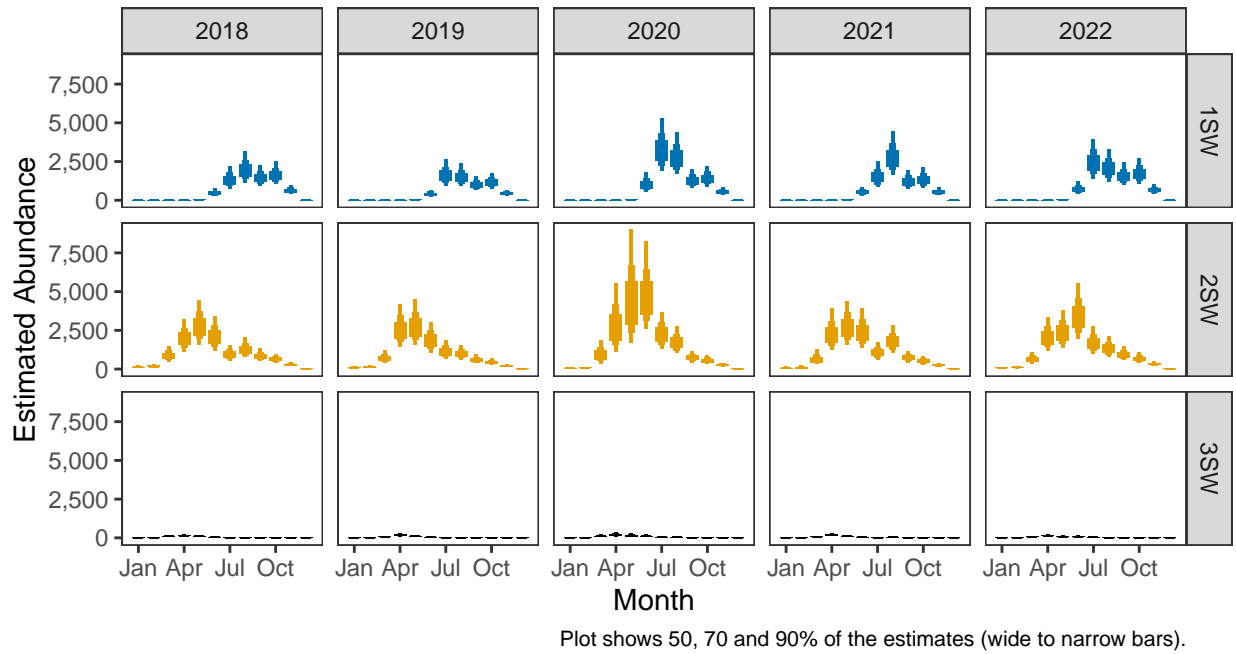 2018 2019 2020 2021 2022
7,500
5,000
2,500
0
1SW
7,500
5,000
2,500
0
2SW
7,500
5,000
2,500
0
3SW
Estimated Abundance
Jan Apr Jul Oct Jan Apr Jul Oct Jan Apr Jul Oct Jan Apr Jul Oct Jan Apr Jul Oct
Month
Plot shows 50, 70 and 90% of the estimates (wide to narrow bars).